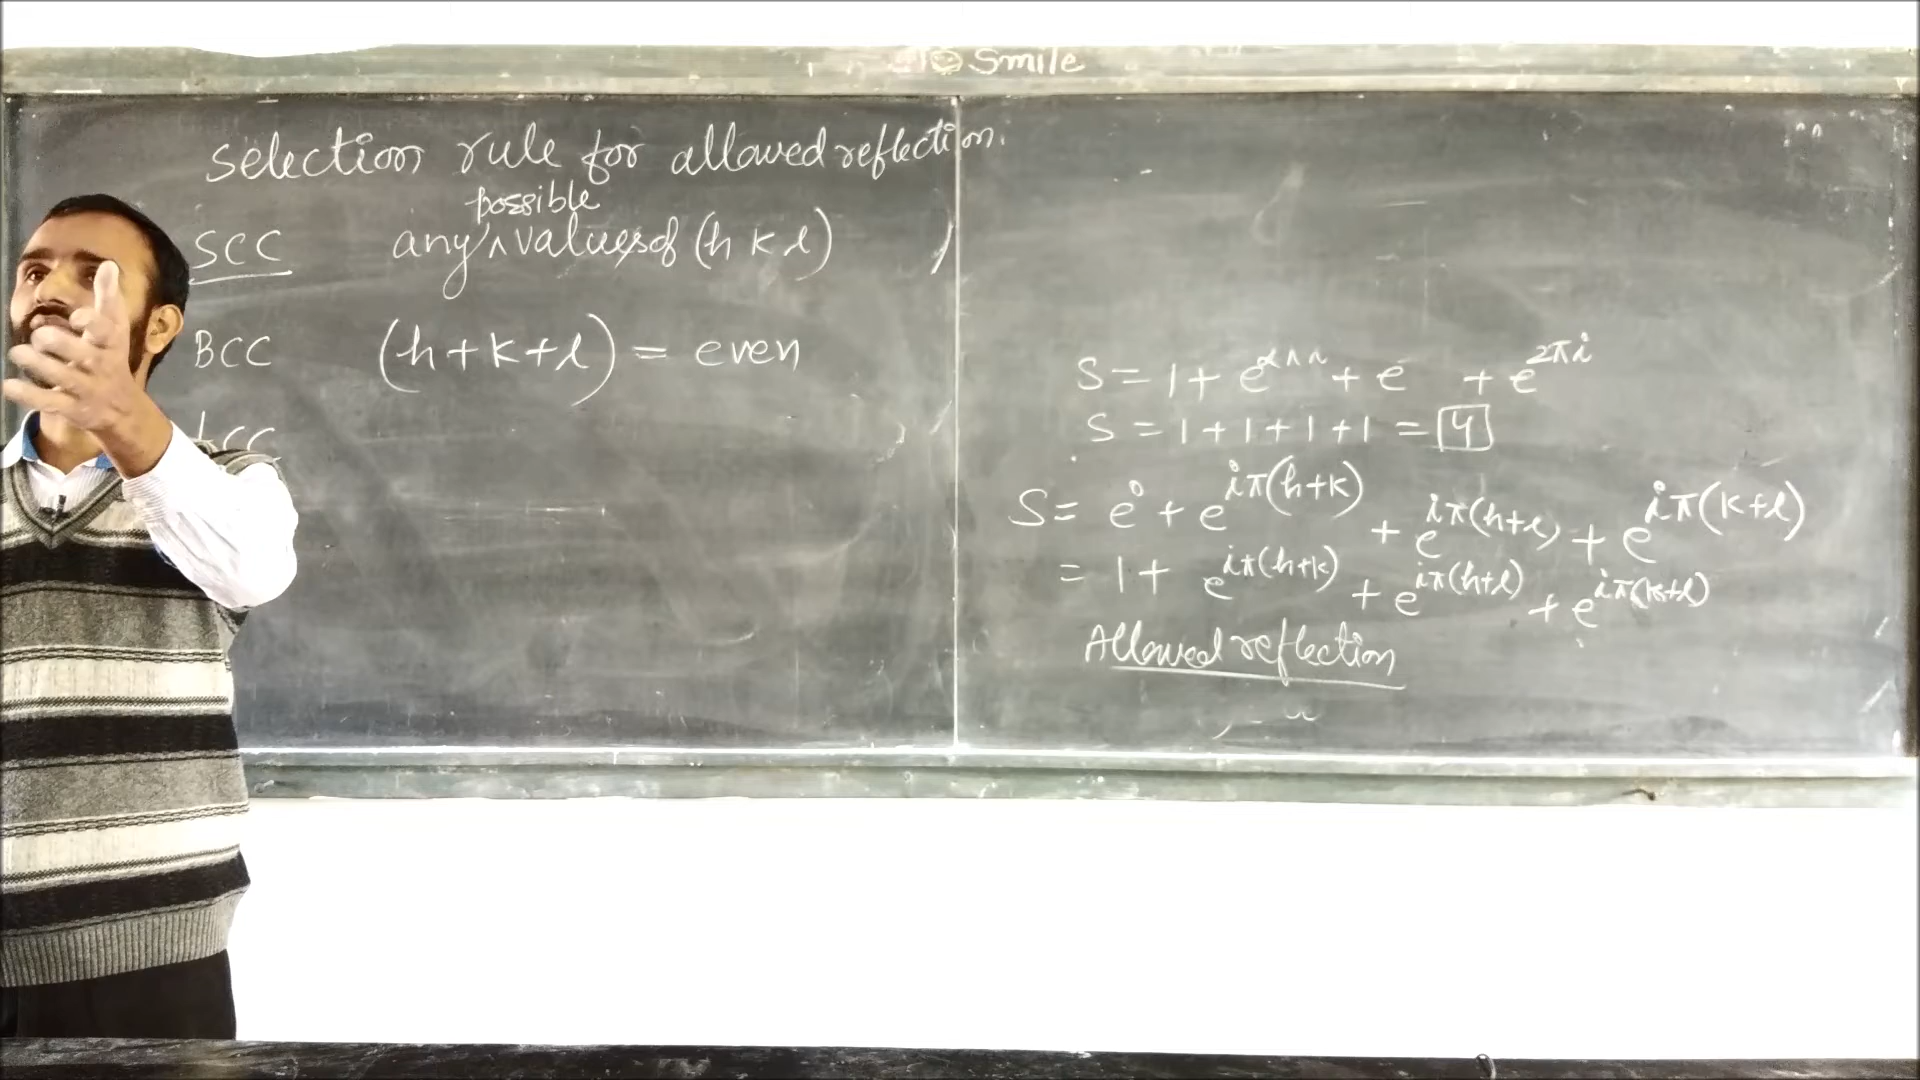 Smile
selection rule for allowed reflection.
possible
SCC any ^ values of (h k l)
BCC (h+k+l) = even
S = 1 + e + e + e^{2πi}
S = 1 + 1 + 1 + 1 = 4
S = e^0 + e^{iπ(h+k)} + e^{iπ(h+l)} + e^{iπ(k+l)}
= 1 + e^{iπ(h+k)} + e^{iπ(h+l)} + e^{iπ(k+l)}
Allowed reflection